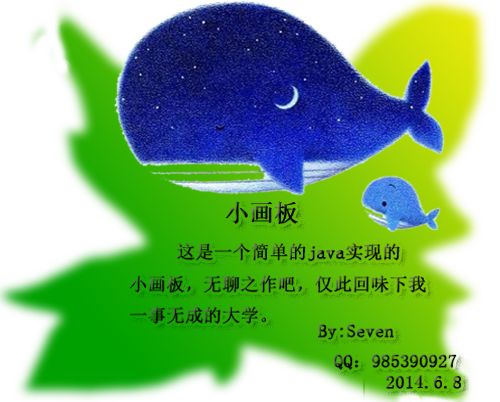 小画板
这是一个简单的java实现的
小画板，无聊之作吧，仅此回味下我
一事无成的大学。
By:Seven
QQ: 985390927
2014.6.8